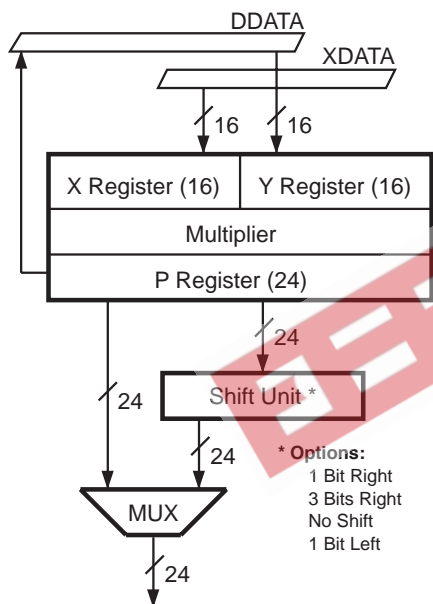 DDATA
XDATA
16
16
X Register (16)
Y Register (16)
Multiplier
P Register (24)
24
24
Shift Unit *
24
* Options:
1 Bit Right
3 Bits Right
No Shift
1 Bit Left
MUX
24